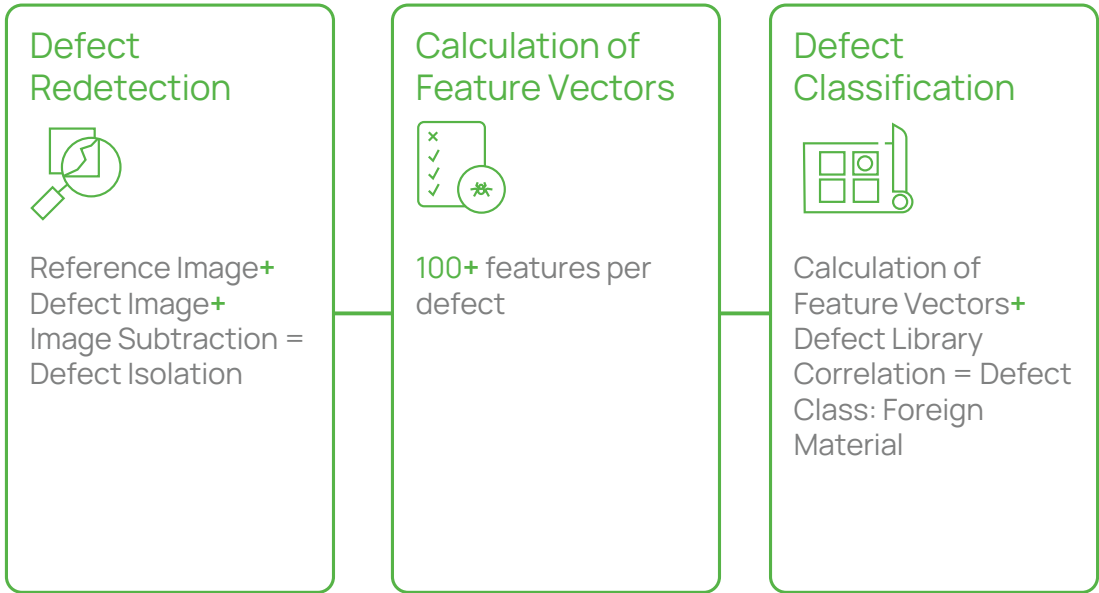 Defect
Redetection
Reference Image+
Defect Image+
Image Subtraction =
Defect Isolation
Calculation of
Feature Vectors
100+ features per
defect
Defect
Classification
Calculation of
Feature Vectors+
Defect Library
Correlation = Defect
Class: Foreign
Material